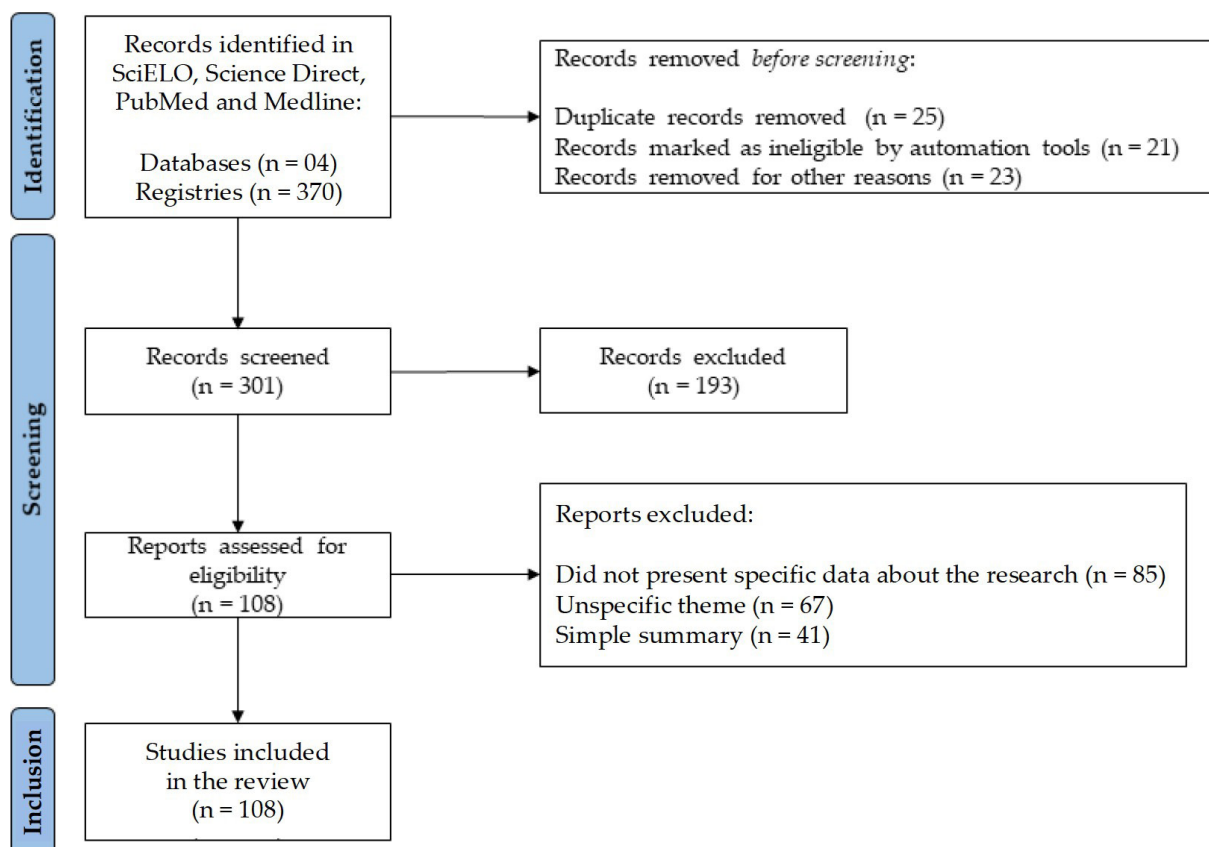 Identification
Records identified in
SciELO, Science Direct,
PubMed and Medline:
Databases (n = 04)
Registries (n = 370)
Records removed before screening:
Duplicate records removed (n = 25)
Records marked as ineligible by automation tools (n = 21)
Records removed for other reasons (n = 23)
Screening
Records screened
(n = 301)
Records excluded
(n = 193)
Reports assessed for
eligibility
(n = 108)
Reports excluded:
Did not present specific data about the research (n = 85)
Unspecific theme (n = 67)
Simple summary (n = 41)
Inclusion
Studies included
in the review
(n = 108)